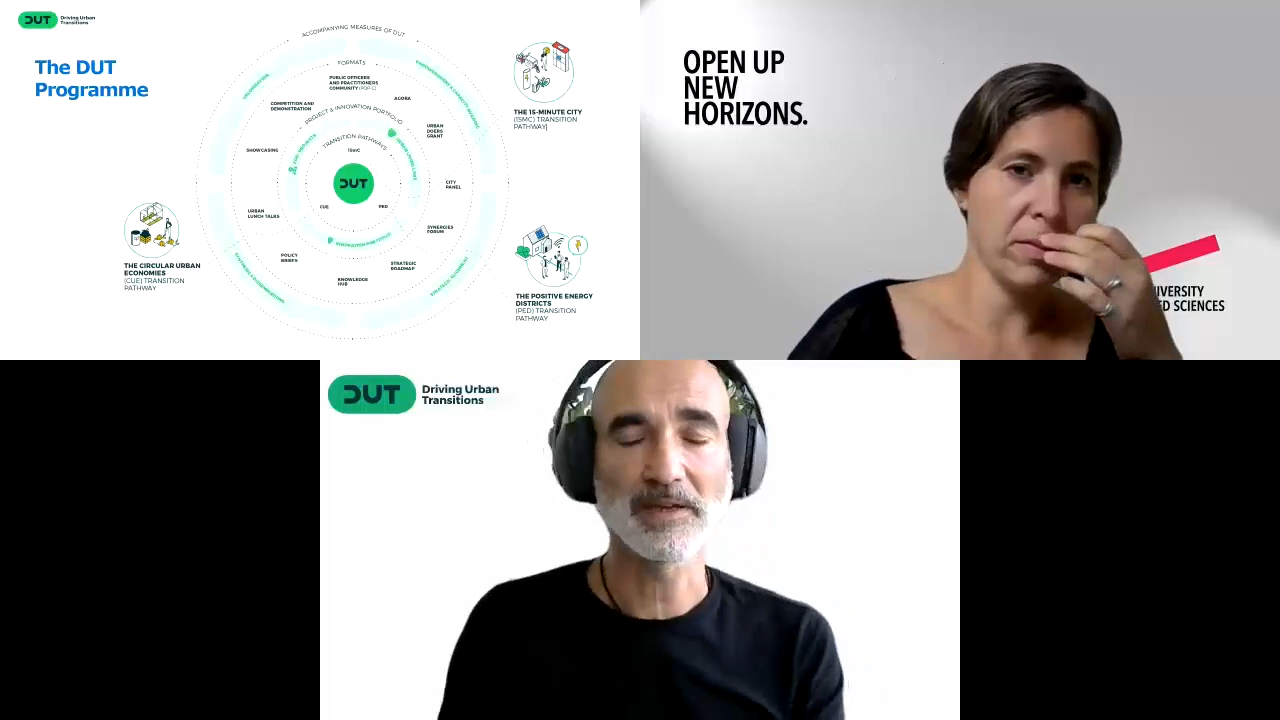 DUT
Driving Urban
Transitions
The DUT
Programme
ACCOMPANYING MEASURES OF DUT
FORMATS
PUBLIC OFFICERS
AND PRACTITIONERS
COMMUNITY (POP-C)
COMPETITION AND
DEMONSTRATION
AGORA
PROJECT & INNOVATION PORTFOLIO
URBAN
DOERS
GRANT
TRANSITION PATHWAYS
SHOWCASING
15mC
DUT
CITY
PANEL
CUE
PED
URBAN
LUNCH TALKS
SYNERGIES
FORUM
INNOVATION PORTFOLIO
POLICY
BRIEFS
STRATEGIC
ROADMAP
KNOWLEDGE
HUB
STRATEGIC ALIGNMENT
THE 15-MINUTE CITY
(15MC) TRANSITION
PATHWAY
THE CIRCULAR URBAN
ECONOMIES
(CUE) TRANSITION
PATHWAY
THE POSITIVE ENERGY
DISTRICTS
(PED) TRANSITION
PATHWAY
OPEN UP
NEW
HORIZONS.
IVERSITY
ED SCIENCES
DUT
Driving Urban
Transitions